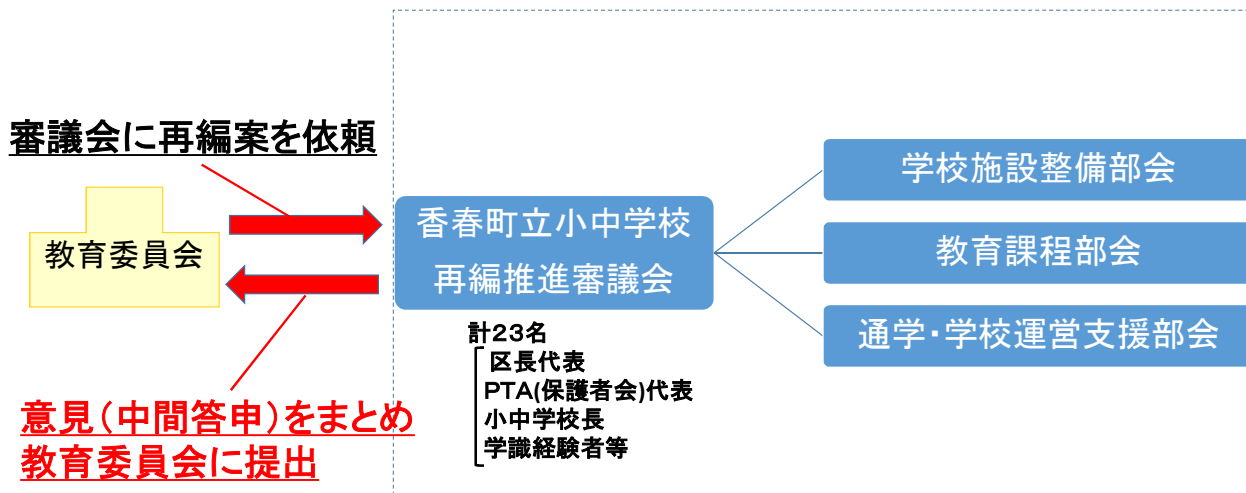 審議会に再編案を依頼
教育委員会
意見(中間答申)をまとめ
教育委員会に提出
香春町立小中学校
再編推進審議会
計23名
区長代表
PTA(保護者会)代表
小中学校長
学識経験者等
学校施設整備部会
教育課程部会
通学・学校運営支援部会